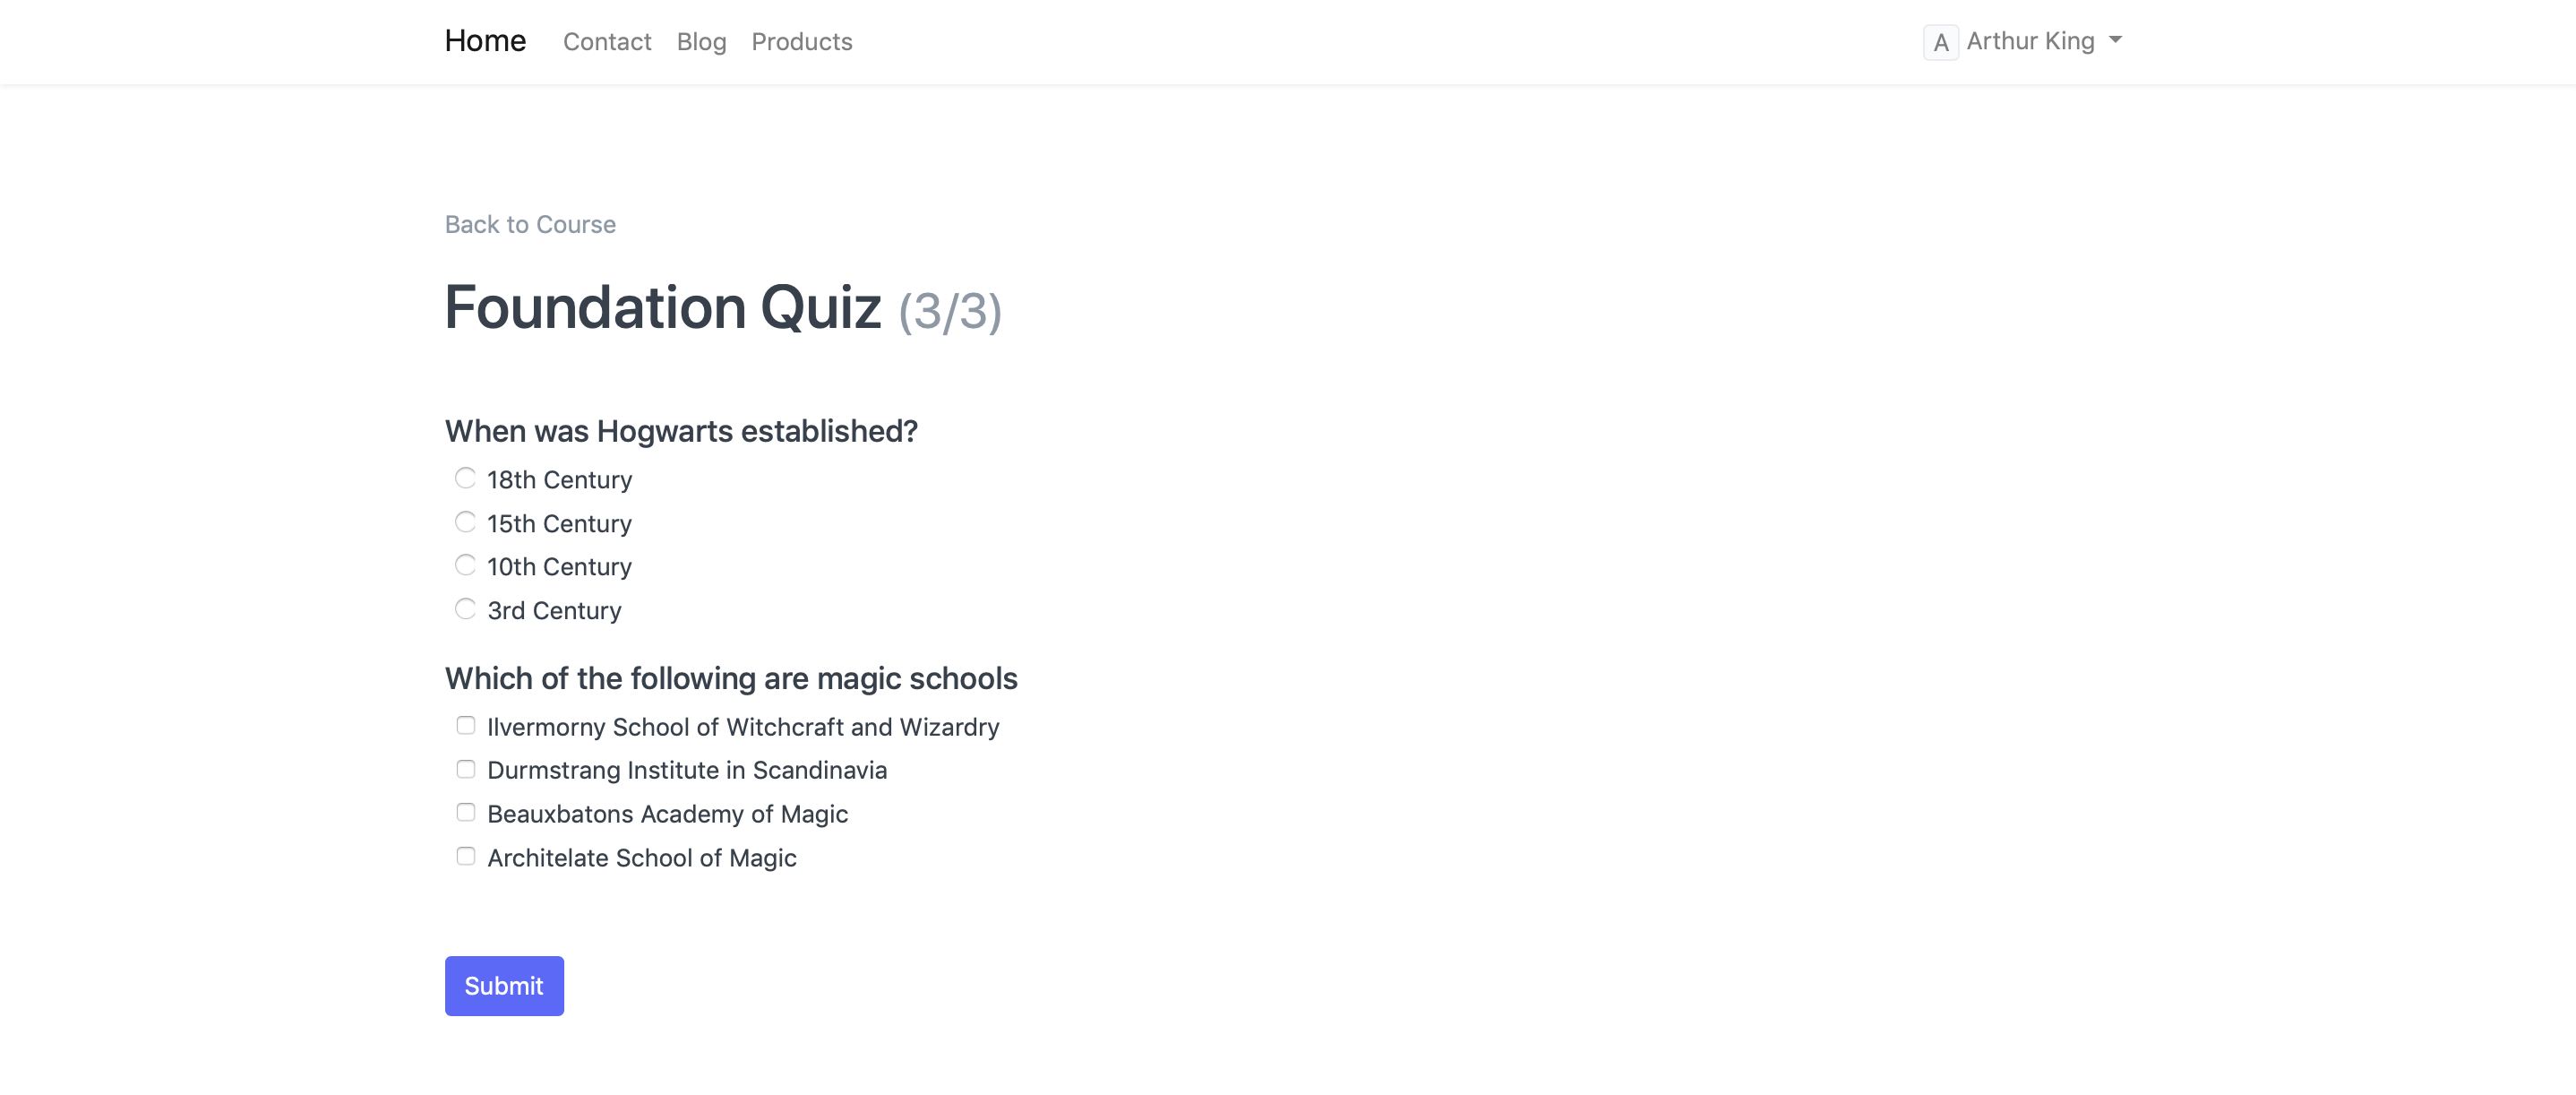 Home Contact Blog Products A Arthur King
Back to Course
Foundation Quiz (3/3)
When was Hogwarts established?
18th Century
15th Century
10th Century
3rd Century
Which of the following are magic schools
Ilvermorny School of Witchcraft and Wizardry
Durmstrang Institute in Scandinavia
Beauxbatons Academy of Magic
Architelate School of Magic
Submit